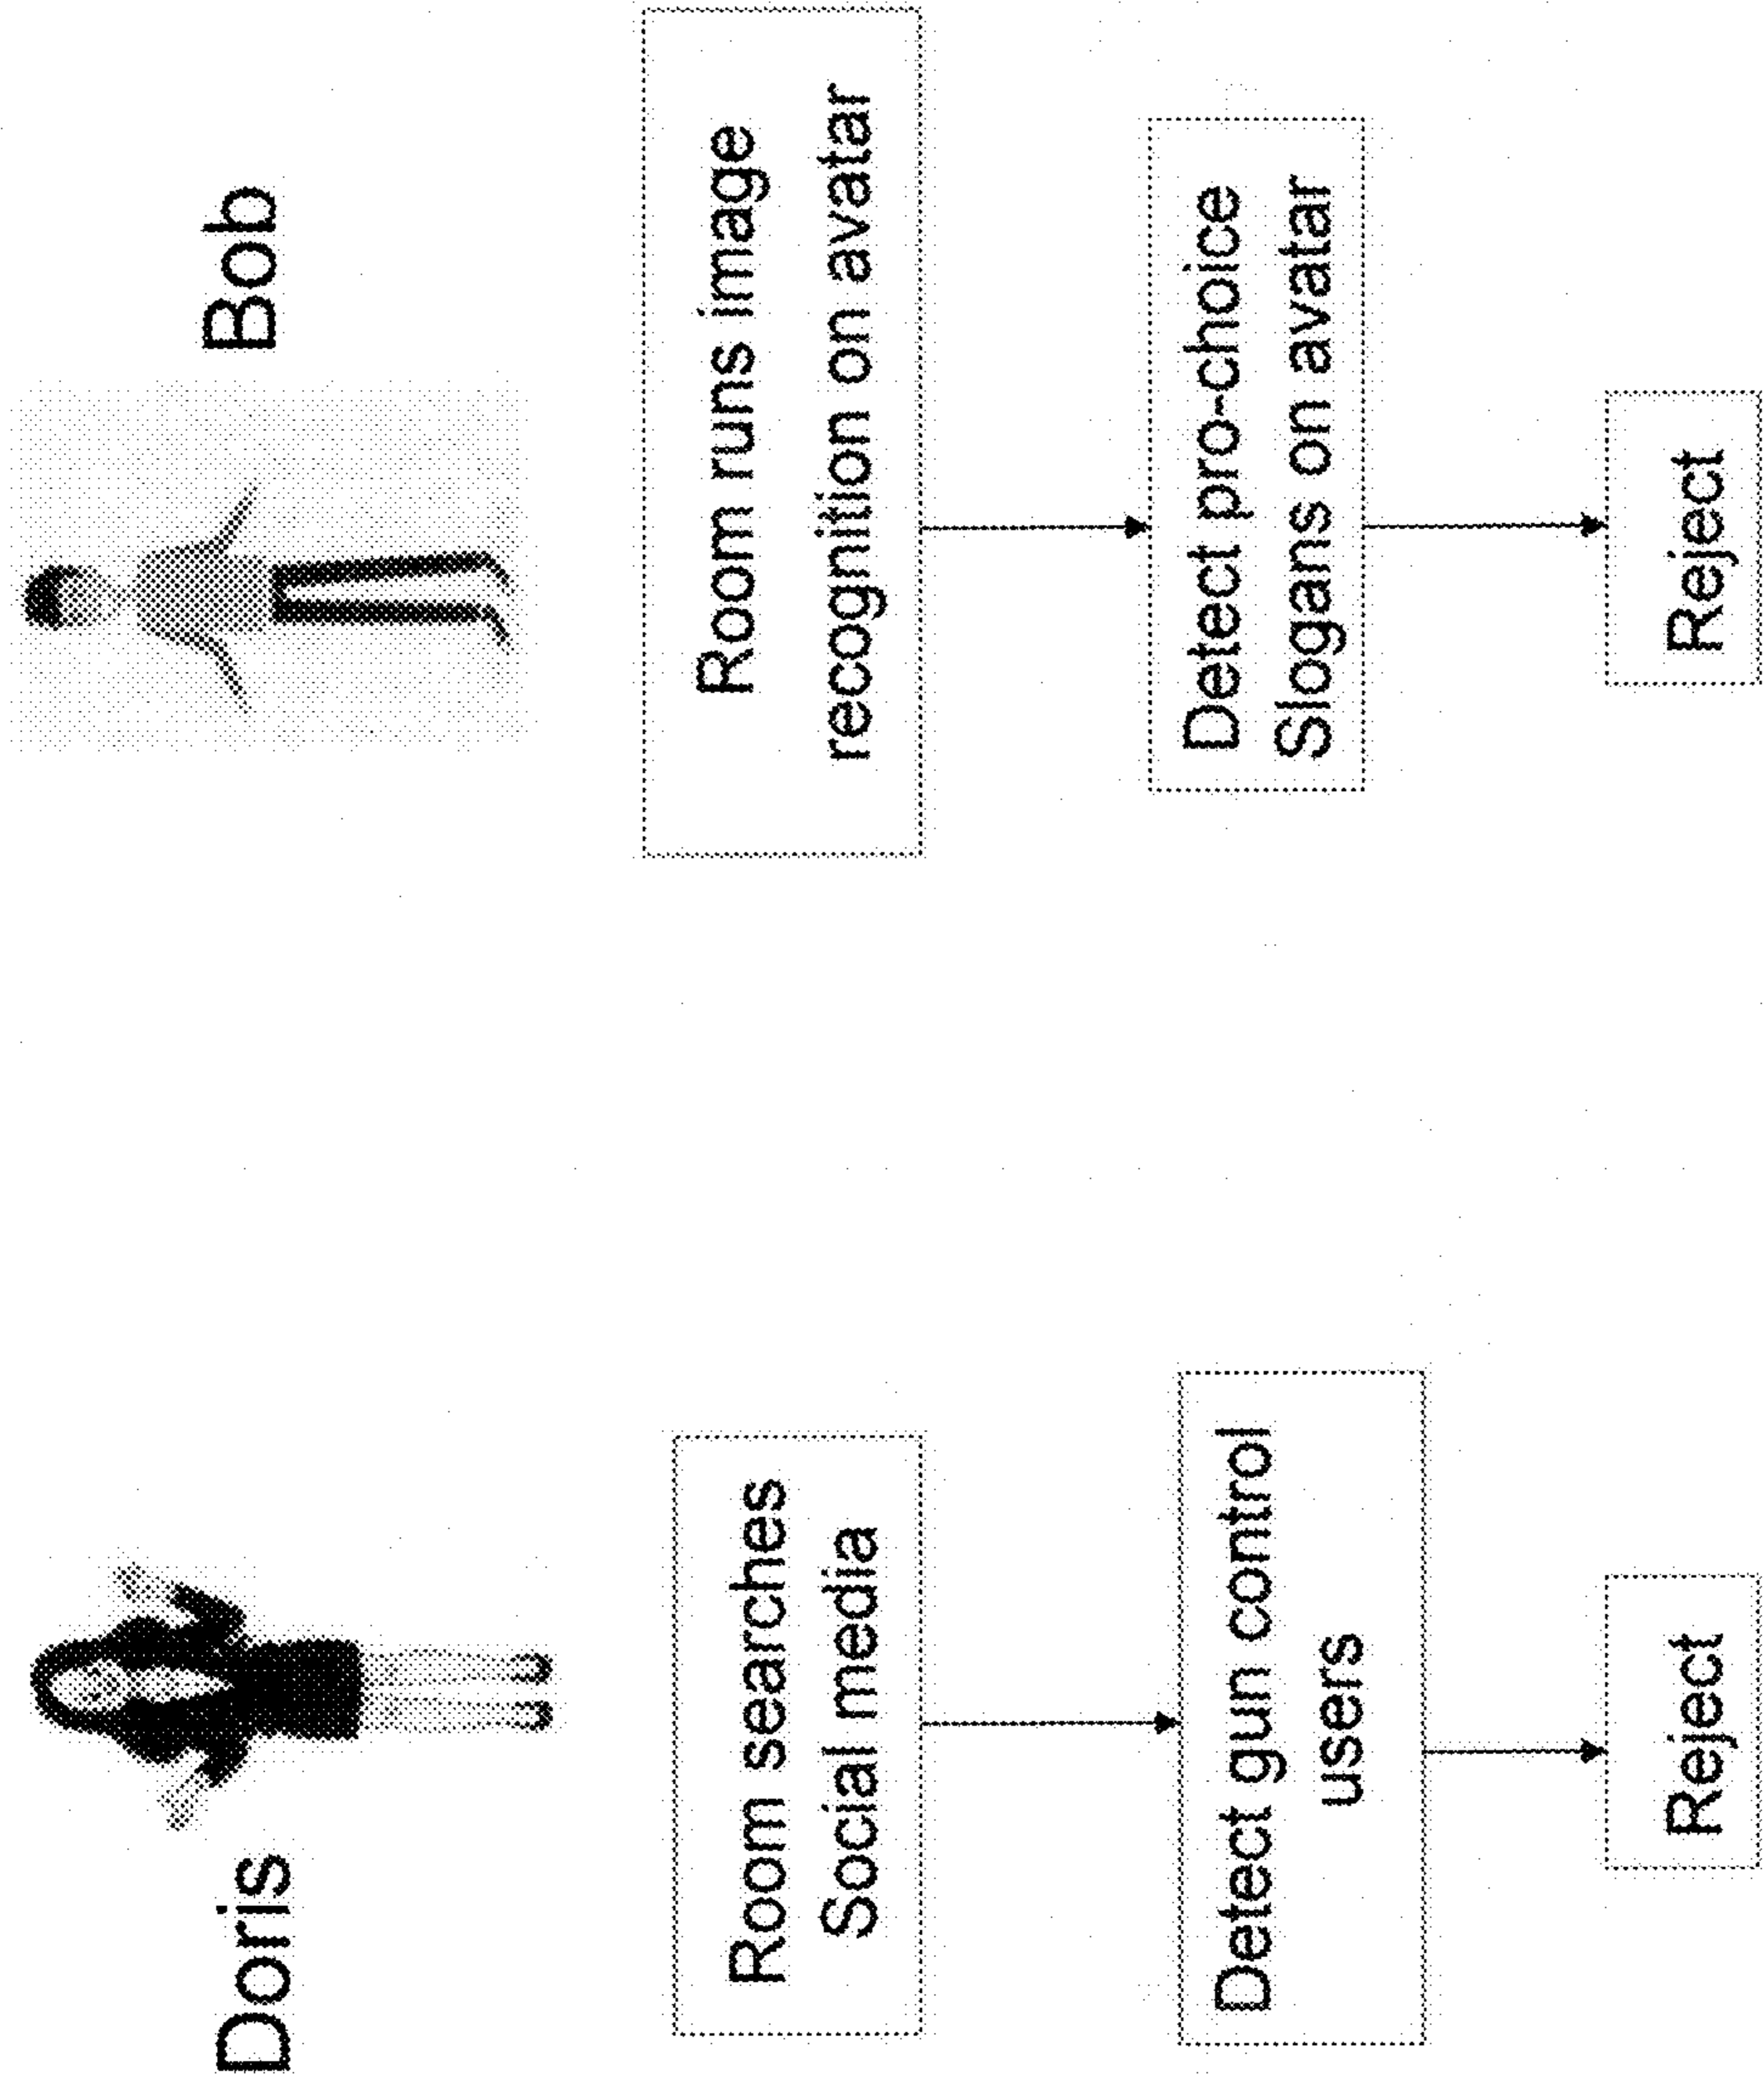 Doris
Room searches
Social media
Detect gun control
users
Reject
Bob
Room runs image
recognition on avatar
Detect pro-choice
Slogans on avatar
Reject